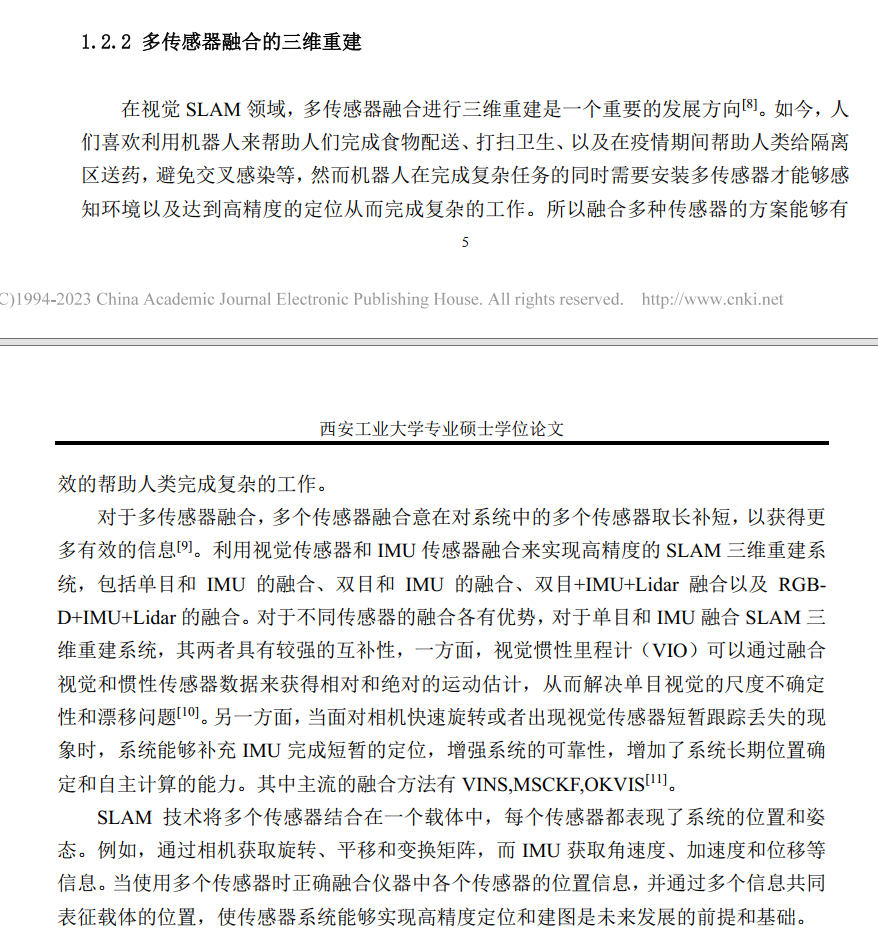 1.2.2 多传感器融合的三维重建
在视觉 SLAM 领域，多传感器融合进行三维重建是一个重要的发展方向[8]。如今，人
们喜欢利用机器人来帮助人们完成食物配送、打扫卫生、以及在疫情期间帮助人类给隔离
区送药，避免交叉感染等，然而机器人在完成复杂任务的同时需要安装多传感器才能够感
知环境以及达到高精度的定位从而完成复杂的工作。所以融合多种传感器的方案能够有
5
C)1994-2023 China Academic Journal Electronic Publishing House. All rights reserved. http://www.cnki.net
西安工业大学专业硕士学位论文
效的帮助人类完成复杂的工作。
对于多传感器融合，多个传感器融合意在对系统中的多个传感器取长补短，以获得更
多有效的信息[9]。利用视觉传感器和 IMU 传感器融合来实现高精度的 SLAM 三维重建系
统，包括单目和 IMU 的融合、双目和 IMU 的融合、双目+IMU+Lidar 融合以及 RGB-
D+IMU+Lidar 的融合。对于不同传感器的融合各有优势，对于单目和 IMU 融合 SLAM 三
维重建系统，其两者具有较强的互补性，一方面，视觉惯性里程计（VIO）可以通过融合
视觉和惯性传感器数据来获得相对和绝对的运动估计，从而解决单目视觉的尺度不确定
性和漂移问题[10]。另一方面，当面对相机快速旋转或者出现视觉传感器短暂跟踪丢失的现
象时，系统能够补充 IMU 完成短暂的定位，增强系统的可靠性，增加了系统长期位置确
定和自主计算的能力。其中主流的融合方法有 VINS,MSCKF,OKVIS[11]。
SLAM 技术将多个传感器结合在一个载体中，每个传感器都表现了系统的位置和姿
态。例如，通过相机获取旋转、平移和变换矩阵，而 IMU 获取角速度、加速度和位移等
信息。当使用多个传感器时正确融合仪器中各个传感器的位置信息，并通过多个信息共同
表征载体的位置，使传感器系统能够实现高精度定位和建图是未来发展的前提和基础。